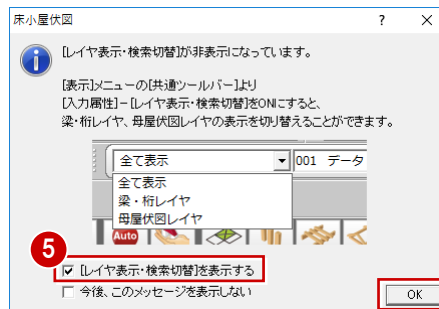 床小屋伏図
? ×
[レイヤ表示・検索切替]が非表示になっています。
[表示]メニューの[共通ツールバー]より
[入力属性]－[レイヤ表示・検索切替]をONにすると、
梁・桁レイヤ、母屋伏図レイヤの表示を切り替えることができます。
全て表示 001 データ
全て表示
梁・桁レイヤ
母屋伏図レイヤ
Auto
5
[レイヤ表示・検索切替]を表示する
今後、このメッセージを表示しない
OK